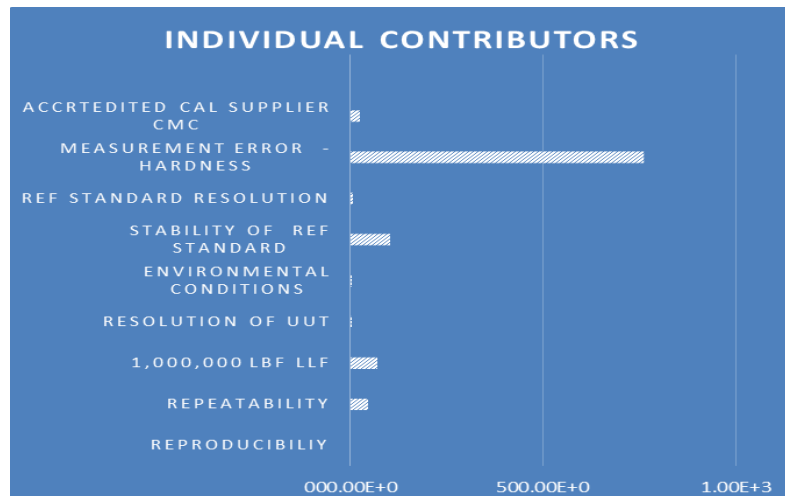 INDIVIDUAL CONTRIBUTORS
ACCRTEDITED CAL SUPPLIER
CMC
MEASUREMENT ERROR -
HARDNESS
REF STANDARD RESOLUTION
STABILITY OF REF
STANDARD
ENVIRONMENTAL
CONDITIONS
RESOLUTION OF UUT
1,000,000 LBF LLF
REPEATABILITY
REPRODUCIBILIY
000.00E+0 500.00E+0 1.00E+3